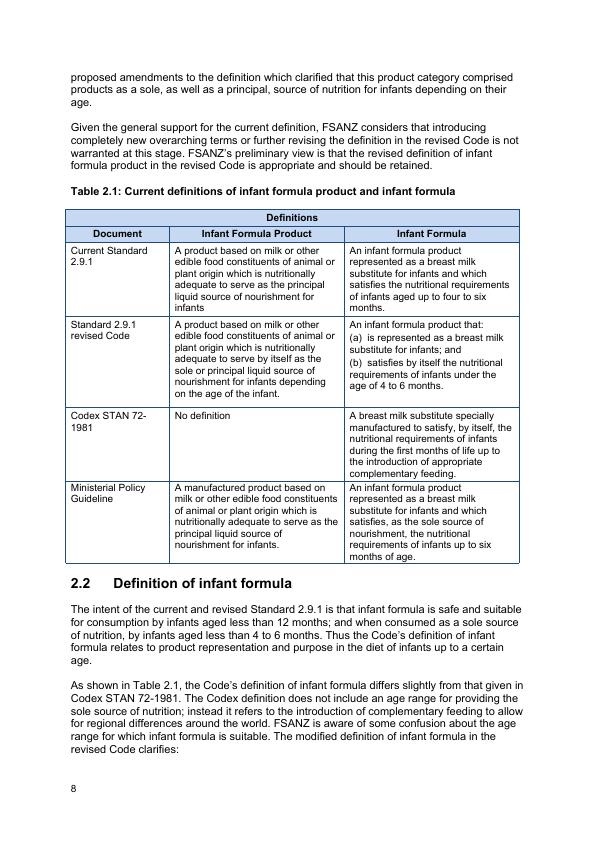 proposed amendments to the definition which clarified that this product category comprised
products as a sole, as well as a principal, source of nutrition for infants depending on their
age.
Given the general support for the current definition, FSANZ considers that introducing
completely new overarching terms or further revising the definition in the revised Code is not
warranted at this stage. FSANZ's preliminary view is that the revised definition of infant
formula product in the revised Code is appropriate and should be retained.
Table 2.1: Current definitions of infant formula product and infant formula
Definitions
Document
Infant Formula Product
Infant Formula
Current Standard
2.9.1
A product based on milk or other
edible food constituents of animal or
plant origin which is nutritionally
adequate to serve as the principal
liquid source of nourishment for
infants
An infant formula product
represented as a breast milk
substitute for infants and which
satisfies the nutritional requirements
of infants aged up to four to six
months.
Standard 2.9.1
revised Code
A product based on milk or other
edible food constituents of animal or
plant origin which is nutritionally
adequate to serve by itself as the
sole or principal liquid source of
nourishment for infants depending
on the age of the infant.
An infant formula product that:
(a) is represented as a breast milk
substitute for infants; and
(b) satisfies by itself the nutritional
requirements of infants under the
age of 4 to 6 months.
Codex STAN 72-
1981
No definition
A breast milk substitute specially
manufactured to satisfy, by itself, the
nutritional requirements of infants
during the first months of life up to
the introduction of appropriate
complementary feeding.
Ministerial Policy
Guideline
A manufactured product based on
milk or other edible food constituents
of animal or plant origin which is
nutritionally adequate to serve as the
principal liquid source of
nourishment for infants.
An infant formula product
represented as a breast milk
substitute for infants and which
satisfies, as the sole source of
nourishment, the nutritional
requirements of infants up to six
months of age.
2.2 Definition of infant formula
The intent of the current and revised Standard 2.9.1 is that infant formula is safe and suitable
for consumption by infants aged less than 12 months; and when consumed as a sole source
of nutrition, by infants aged less than 4 to 6 months. Thus the Code's definition of infant
formula relates to product representation and purpose in the diet of infants up to a certain
age.
As shown in Table 2.1, the Code's definition of infant formula differs slightly from that given in
Codex STAN 72-1981. The Codex definition does not include an age range for providing the
sole source of nutrition; instead it refers to the introduction of complementary feeding to allow
for regional differences around the world. FSANZ is aware of some confusion about the age
range for which infant formula is suitable. The modified definition of infant formula in the
revised Code clarifies:
8